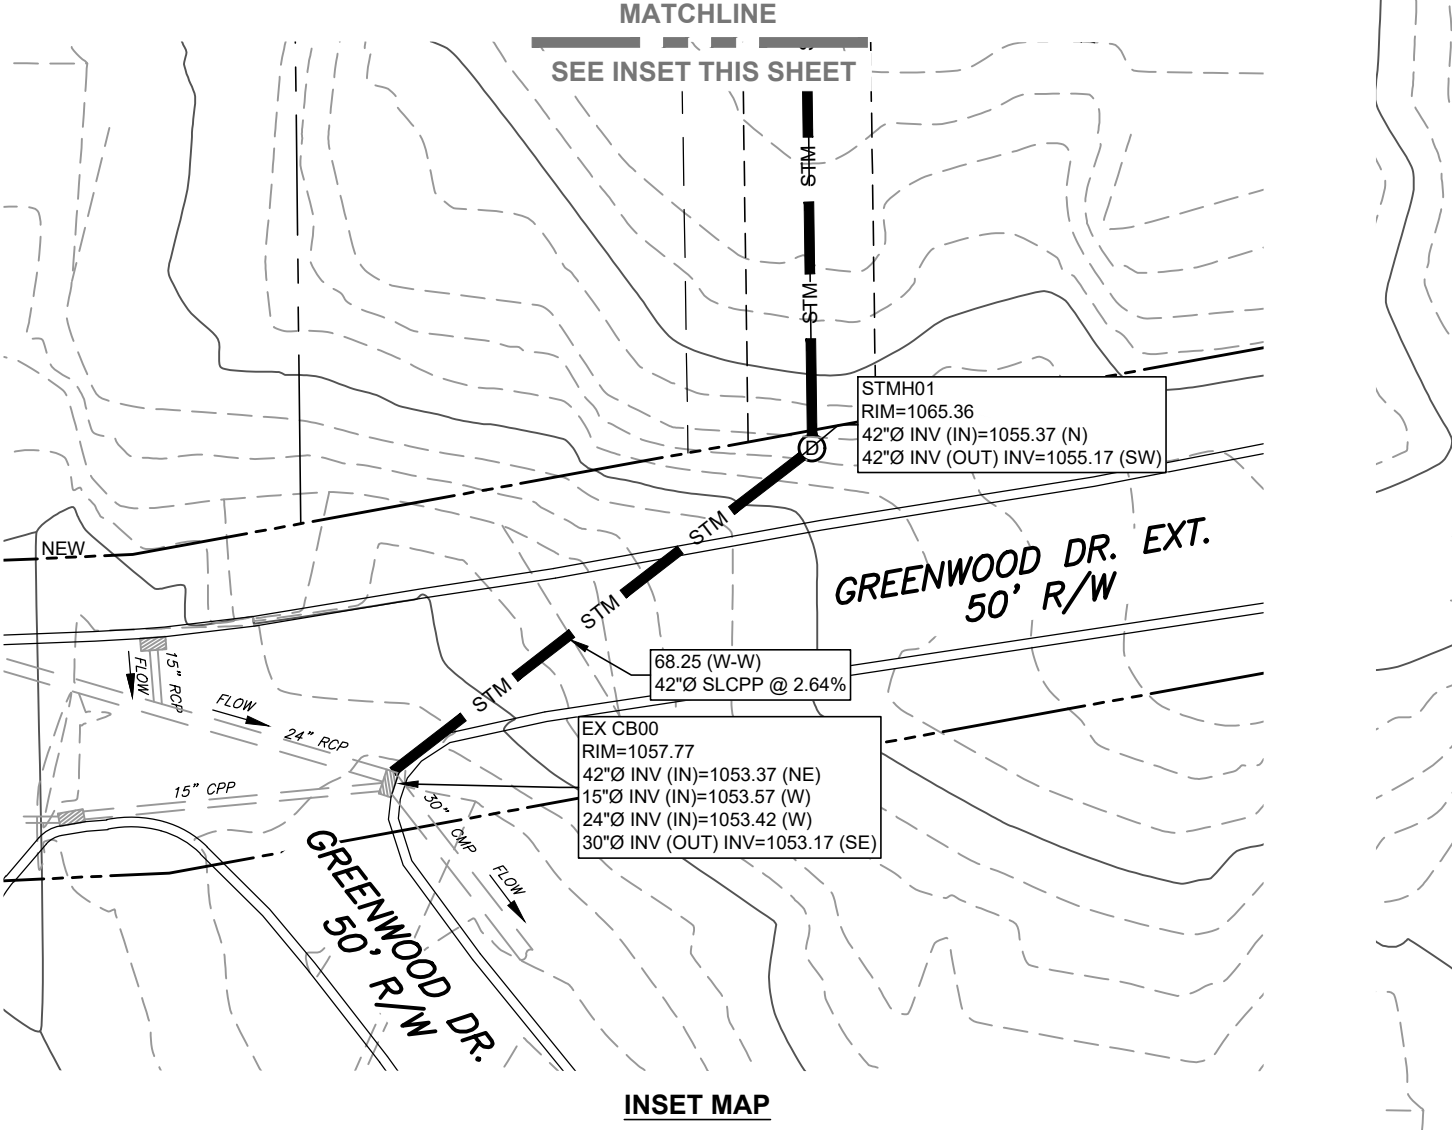 MATCHLINE
SEE INSET THIS SHEET
STM
STM
STMH01
RIM=1065.36
42"Ø INV (IN)=1055.37 (N)
42"Ø INV (OUT) INV=1055.17 (SW)
D
STM
NEW
GREENWOOD DR. EXT.
50' R/W
STM
68.25 (W-W)
42"Ø SLCPP @ 2.64%
STM
15" RCP
FLOW
FLOW
24" RCP
EX CB00
RIM=1057.77
42"Ø INV (IN)=1053.37 (NE)
15"Ø INV (IN)=1053.57 (W)
24"Ø INV (IN)=1053.42 (W)
30"Ø INV (OUT) INV=1053.17 (SE)
15" CPP
30" CMP
FLOW
GREENWOOD DR.
50' R/W
INSET MAP